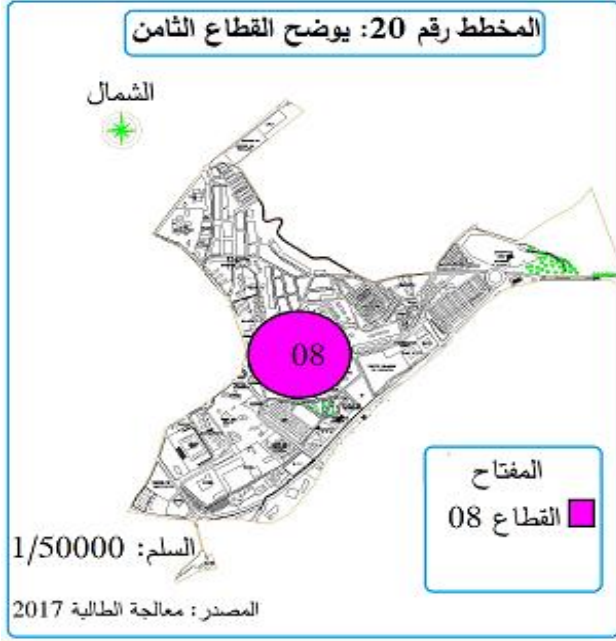 المخطط رقم 20: يوضح القطاع الثامن
الشمال
08
المفتاح
القطاع 08
السلم: 1/50000
المصدر: معالجة الطالبة 2017